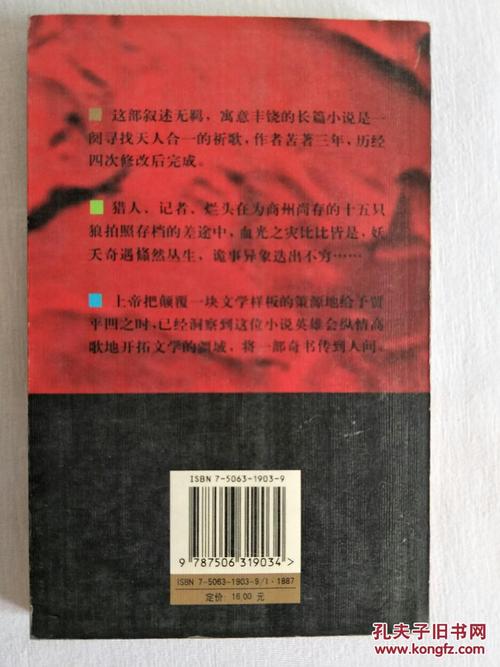 这部叙述无羁，寓意丰饶的长篇小说是一
阕寻找天人合一的祈歌，作者苦著三年，历经
四次修改后完成。
猎人、记者、烂头在为商州尚存的十五只
狼拍照存档的差途中，血光之灾比比皆是，妖
夭奇遇倏然丛生，诡事异象迭出不穷……
上帝把颠覆一块文学样板的策源地给予贾
平凹之时，已经洞察到这位小说英雄会纵情高
歌地开拓文学的疆域，将一部奇书传到人间。
ISBN 7-5063-1903-9
9 787506 319034 >
ISBN 7-5063-1903-9/I·1887
定价：16.00 元
孔夫子旧书网
www.kongfz.com